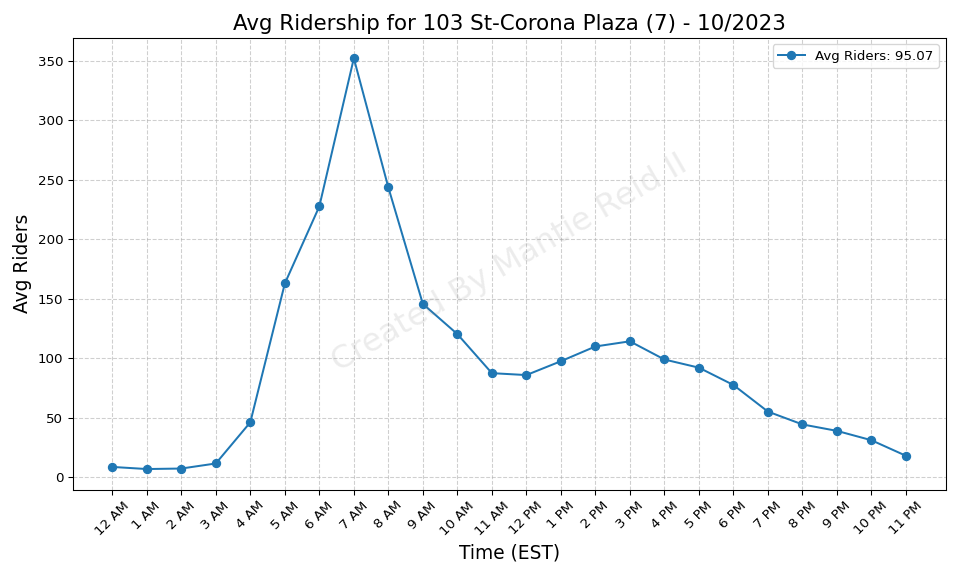 Avg Ridership for 103 St-Corona Plaza (7) - 10/2023
Avg Riders: 95.07
350
300
250
200
150
100
50
0
Avg Riders
Created By Mantie Reid II
12 AM
1 AM
2 AM
3 AM
4 AM
5 AM
6 AM
7 AM
8 AM
9 AM
10 AM
11 AM
12 PM
1 PM
2 PM
3 PM
4 PM
5 PM
6 PM
7 PM
8 PM
9 PM
10 PM
11 PM
Time (EST)